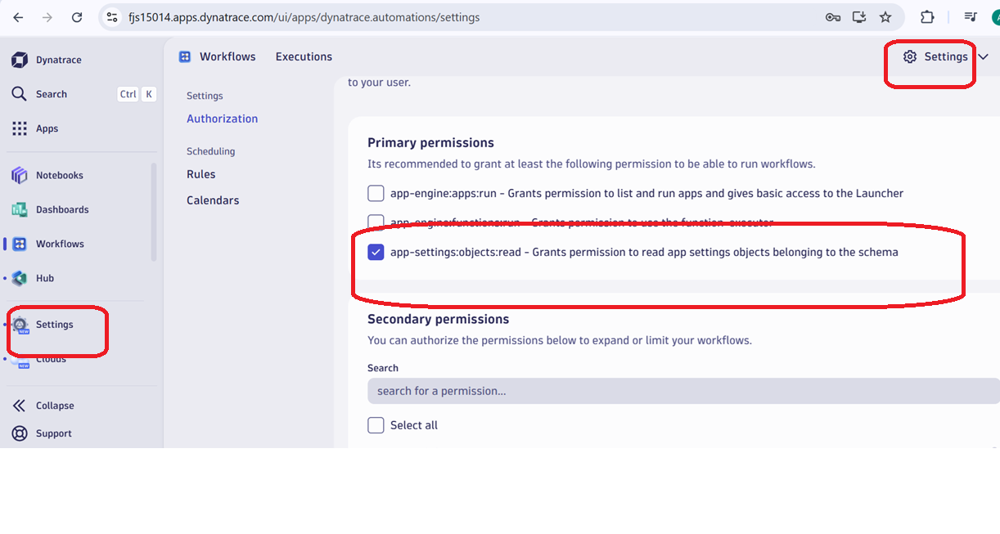 fjs15014.apps.dynatrace.com/ui/apps/dynatrace.automations/settings
Dynatrace
Search Ctrl K
Apps
Notebooks
Dashboards
Workflows
Hub
Settings
NEW
Clouds
NEW
Collapse
Support
Workflows Executions Settings
Settings
Authorization
Scheduling
Rules
Calendars
to your user.
Primary permissions
Its recommended to grant at least the following permission to be able to run workflows.
app-engine:apps:run - Grants permission to list and run apps and gives basic access to the Launcher
app-engine:functions:run - Grants permission to use the function-executor
app-settings:objects:read - Grants permission to read app settings objects belonging to the schema
Secondary permissions
You can authorize the permissions below to expand or limit your workflows.
Search
search for a permission...
Select all